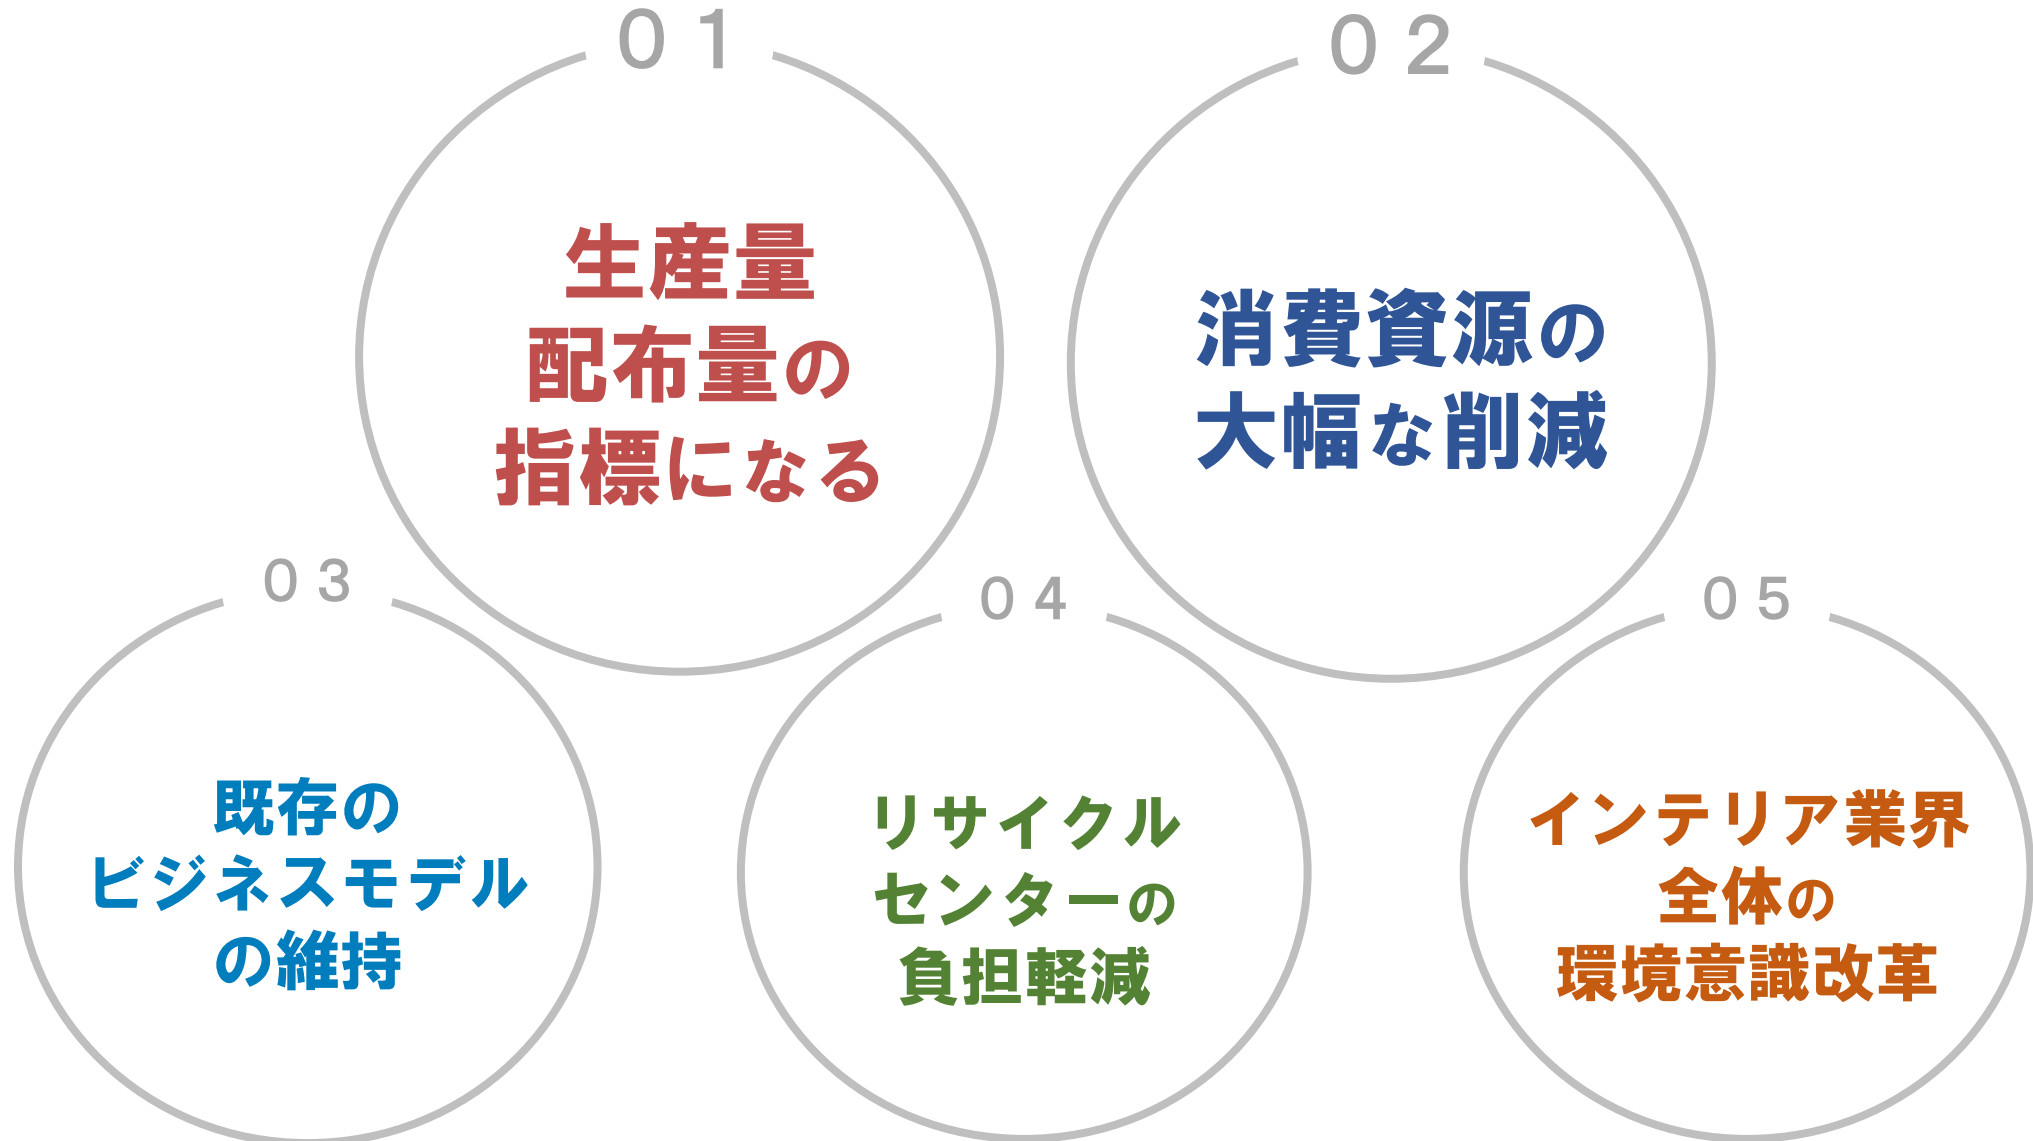 01
生産量
配布量の
指標になる
02
消費資源の
大幅な削減
03
既存の
ビジネスモデル
の維持
04
リサイクル
センターの
負担軽減
05
インテリア業界
全体の
環境意識改革